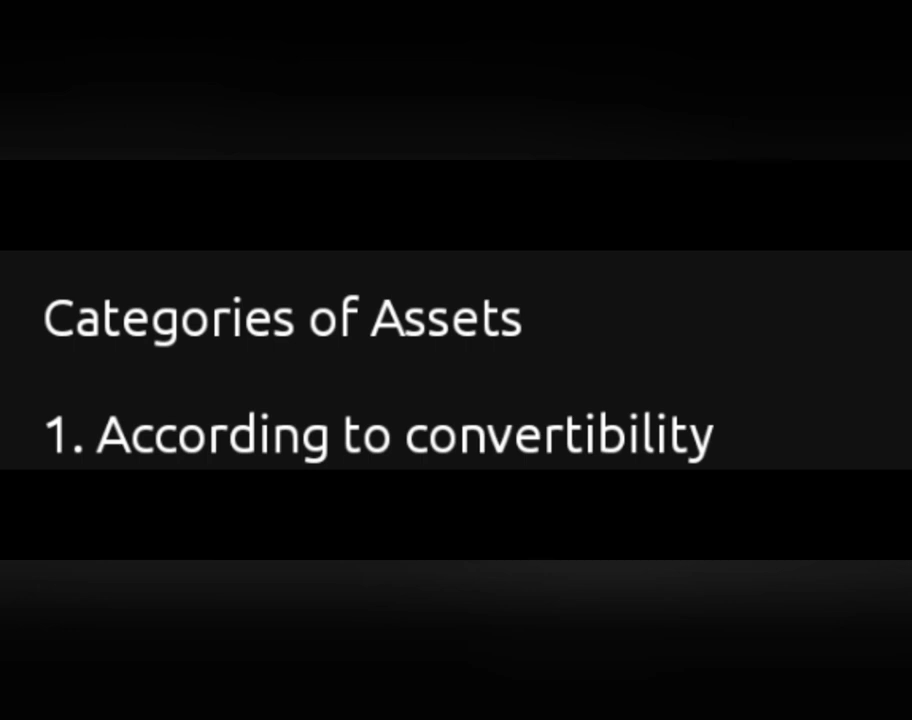 Categories of Assets
1. According to convertibility